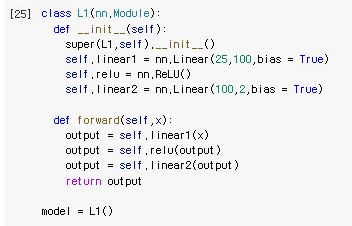 [25] class L1(nn.Module):
def __init__(self):
super(L1,self).__init__()
self.linear1 = nn.Linear(25,100,bias = True)
self.relu = nn.ReLU()
self.linear2 = nn.Linear(100,2,bias = True)
def forward(self,x):
output = self.linear1(x)
output = self.relu(output)
output = self.linear2(output)
return output
model = L1()